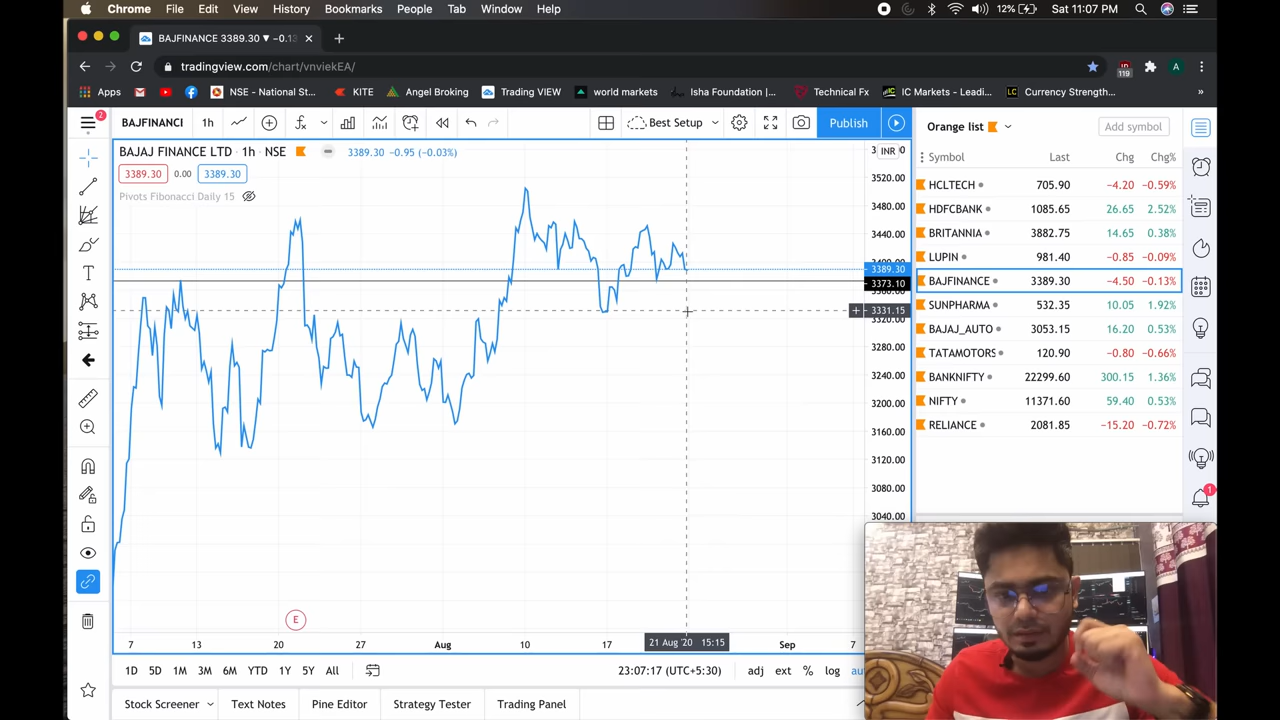 Chrome File Edit View History Bookmarks People Tab Window Help 12% Sat 11:07 PM
BAJFINANCE 3389.30 ▼ −0.13
tradingview.com/chart/vnviekEA/ 119 A
Apps NSE - National St... KITE Angel Broking Trading VIEW world markets Isha Foundation |... Technical Fx IC Markets - Leadi... LC Currency Strength... »
2 BAJFINANCI 1h Best Setup Publish Orange list Add symbol
BAJAJ FINANCE LTD · 1h · NSE 3389.30 −0.95 (−0.03%) INR
3389.30 0.00 3389.30
Pivots Fibonacci Daily 15
Symbol Last Chg Chg%
HCLTECH 705.90 −4.20 −0.59%
HDFCBANK 1085.65 26.65 2.52%
BRITANNIA 3882.75 14.65 0.38%
LUPIN 981.40 −0.85 −0.09%
BAJFINANCE 3389.30 −4.50 −0.13%
SUNPHARMA 532.35 10.05 1.92%
BAJAJ_AUTO 3053.15 16.20 0.53%
TATAMOTORS 120.90 −0.80 −0.66%
BANKNIFTY 22299.60 300.15 1.36%
NIFTY 11371.60 59.40 0.53%
RELIANCE 2081.85 −15.20 −0.72%
3520.00
3480.00
3440.00
3389.30
3373.10
3331.15
3320.00
3280.00
3240.00
3200.00
3160.00
3120.00
3080.00
3040.00
1
E
7 13 20 27 Aug 10 17 21 Aug '20 15:15 Sep 7
1D 5D 1M 3M 6M YTD 1Y 5Y All 23:07:17 (UTC+5:30) adj ext % log
Stock Screener Text Notes Pine Editor Strategy Tester Trading Panel